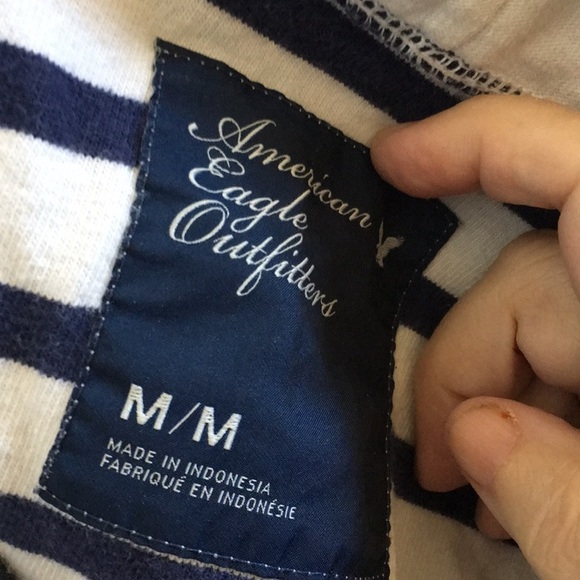 American
Eagle
Outfitters
M/M
MADE IN INDONESIA
FABRIQUÉ EN INDONÉSIE